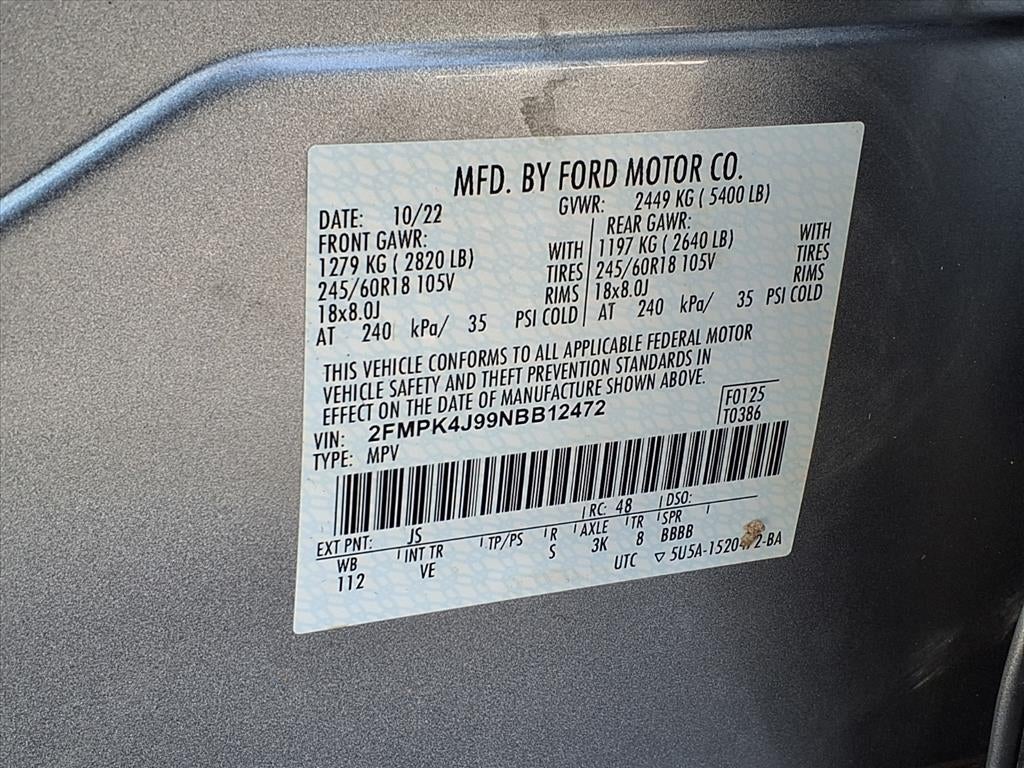 MFD. BY FORD MOTOR CO.
DATE: 10/22 GVWR: 2449 KG ( 5400 LB)
FRONT GAWR: REAR GAWR:
1279 KG ( 2820 LB) WITH 1197 KG ( 2640 LB) WITH
245/60R18 105V TIRES 245/60R18 105V TIRES
18x8.0J RIMS 18x8.0J RIMS
AT 240 kPa/ 35 PSI COLD AT 240 kPa/ 35 PSI COLD
THIS VEHICLE CONFORMS TO ALL APPLICABLE FEDERAL MOTOR
VEHICLE SAFETY AND THEFT PREVENTION STANDARDS IN
EFFECT ON THE DATE OF MANUFACTURE SHOWN ABOVE.
VIN: 2FMPK4J99NBB12472 F0125
TYPE: MPV T0386
EXT PNT: JS RC: 48 DSO:
WB INT TR TP/PS R AXLE TR SPR
112 VE S 3K 8 BBBB
UTC